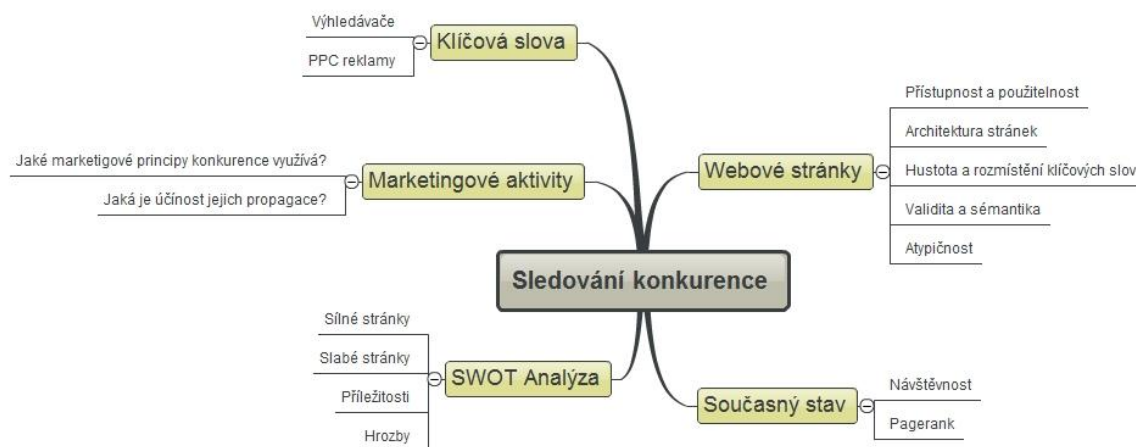 Výhledávače
PPC reklamy
Klíčová slova
Jaké marketigové principy konkurence využívá?
Jaká je účínost jejich propagace?
Marketingové aktivity
Sílné stránky
Slabé stránky
Příležitosti
Hrozby
SWOT Analýza
Sledování konkurence
Webové stránky
Přístupnost a použitelnost
Architektura stránek
Hustota a rozmístění klíčových slov
Validita a sémantika
Atypičnost
Současný stav
Návštěvnost
Pagerank